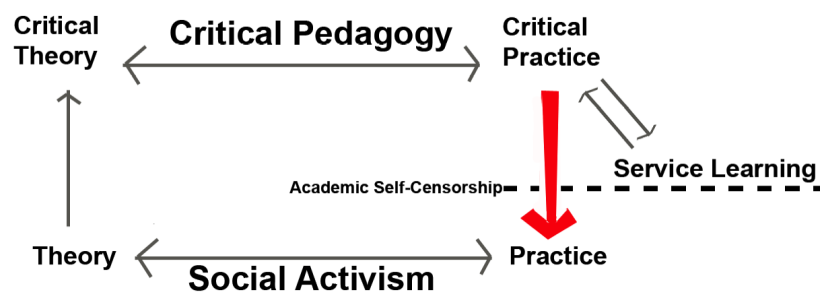 Critical
Theory
Critical Pedagogy
Critical
Practice
Service Learning
Academic Self-Censorship
Theory
Social Activism
Practice